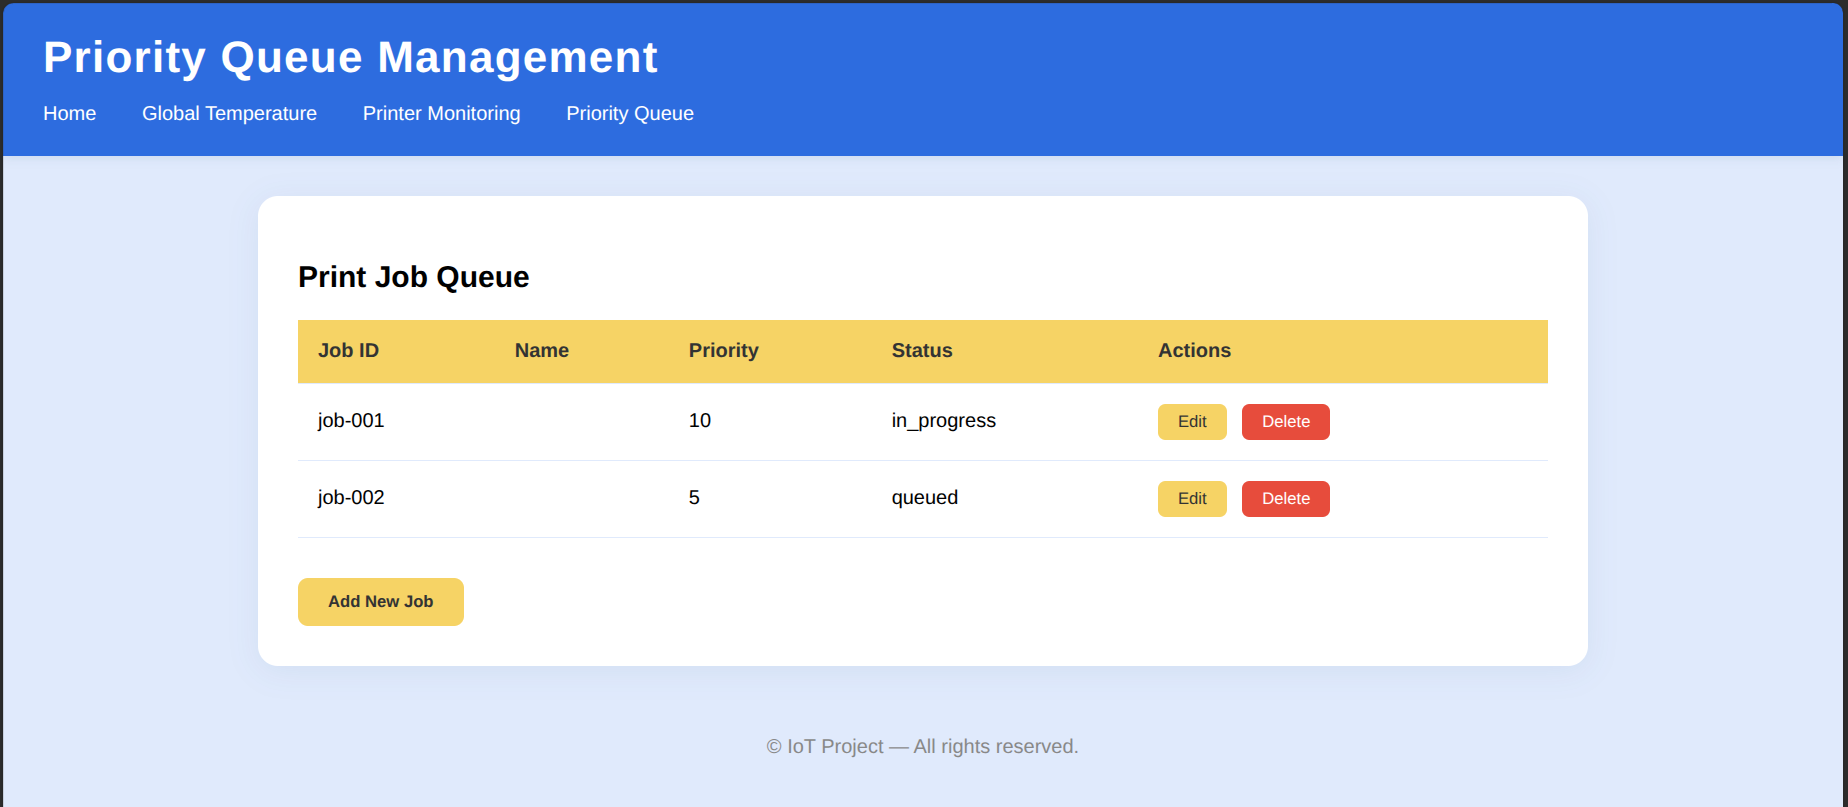 Priority Queue Management
Home Global Temperature Printer Monitoring Priority Queue
Print Job Queue
Job ID Name Priority Status Actions
job-001 10 in_progress Edit Delete
job-002 5 queued Edit Delete
Add New Job
© IoT Project — All rights reserved.